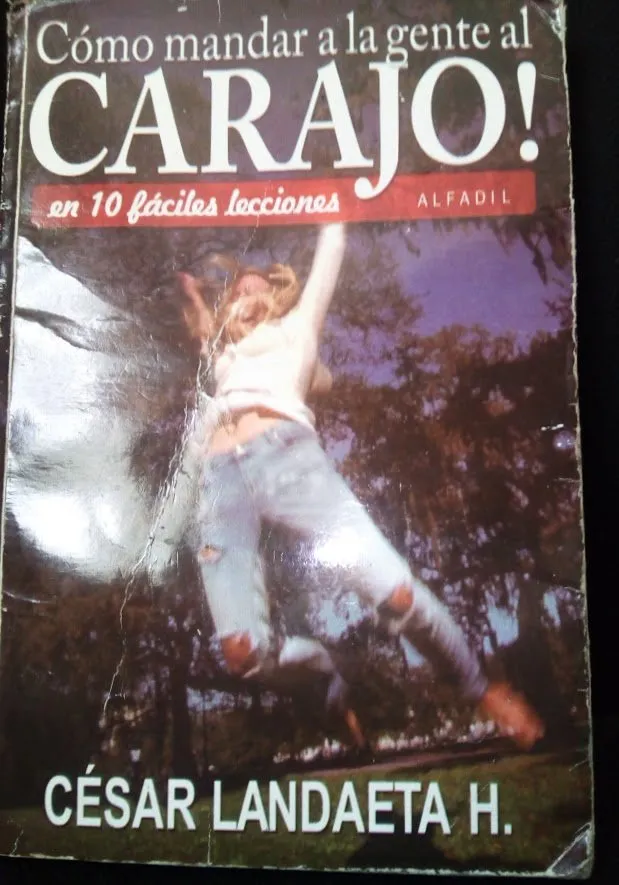 Cómo mandar a la gente al
CARAJO!
en 10 fáciles lecciones
ALFADIL
CÉSAR LANDAETA H.